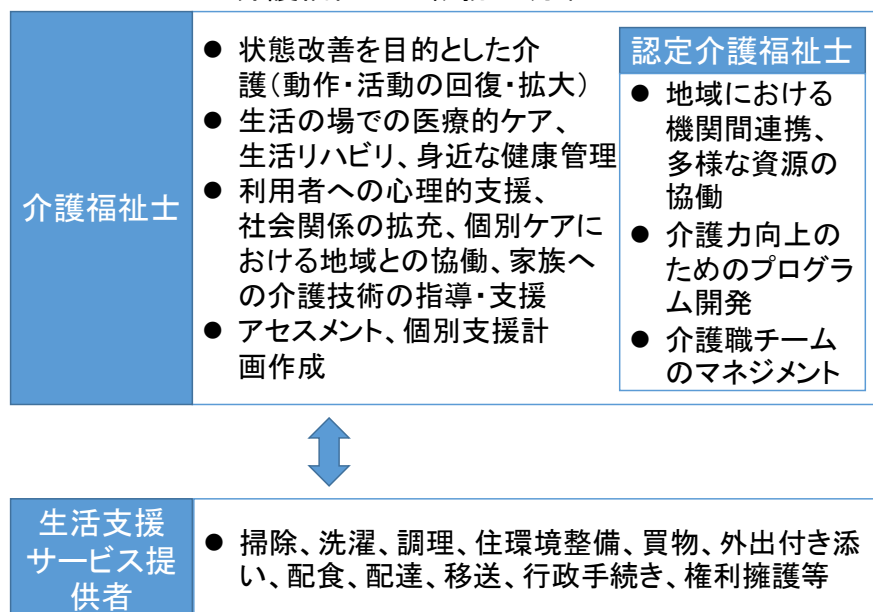 介護福祉士
● 状態改善を目的とした介
護（動作・活動の回復・拡大）
● 生活の場での医療的ケア、
生活リハビリ、身近な健康管理
● 利用者への心理的支援、
社会関係の拡充、個別ケアに
おける地域との協働、家族へ
の介護技術の指導・支援
● アセスメント、個別支援計
画作成
認定介護福祉士
● 地域における
機関間連携、
多様な資源の
協働
● 介護力向上の
ためのプログラ
ム開発
● 介護職チーム
のマネジメント
生活支援
サービス提
供者
● 掃除、洗濯、調理、住環境整備、買物、外出付き添
い、配食、配達、移送、行政手続き、権利擁護等